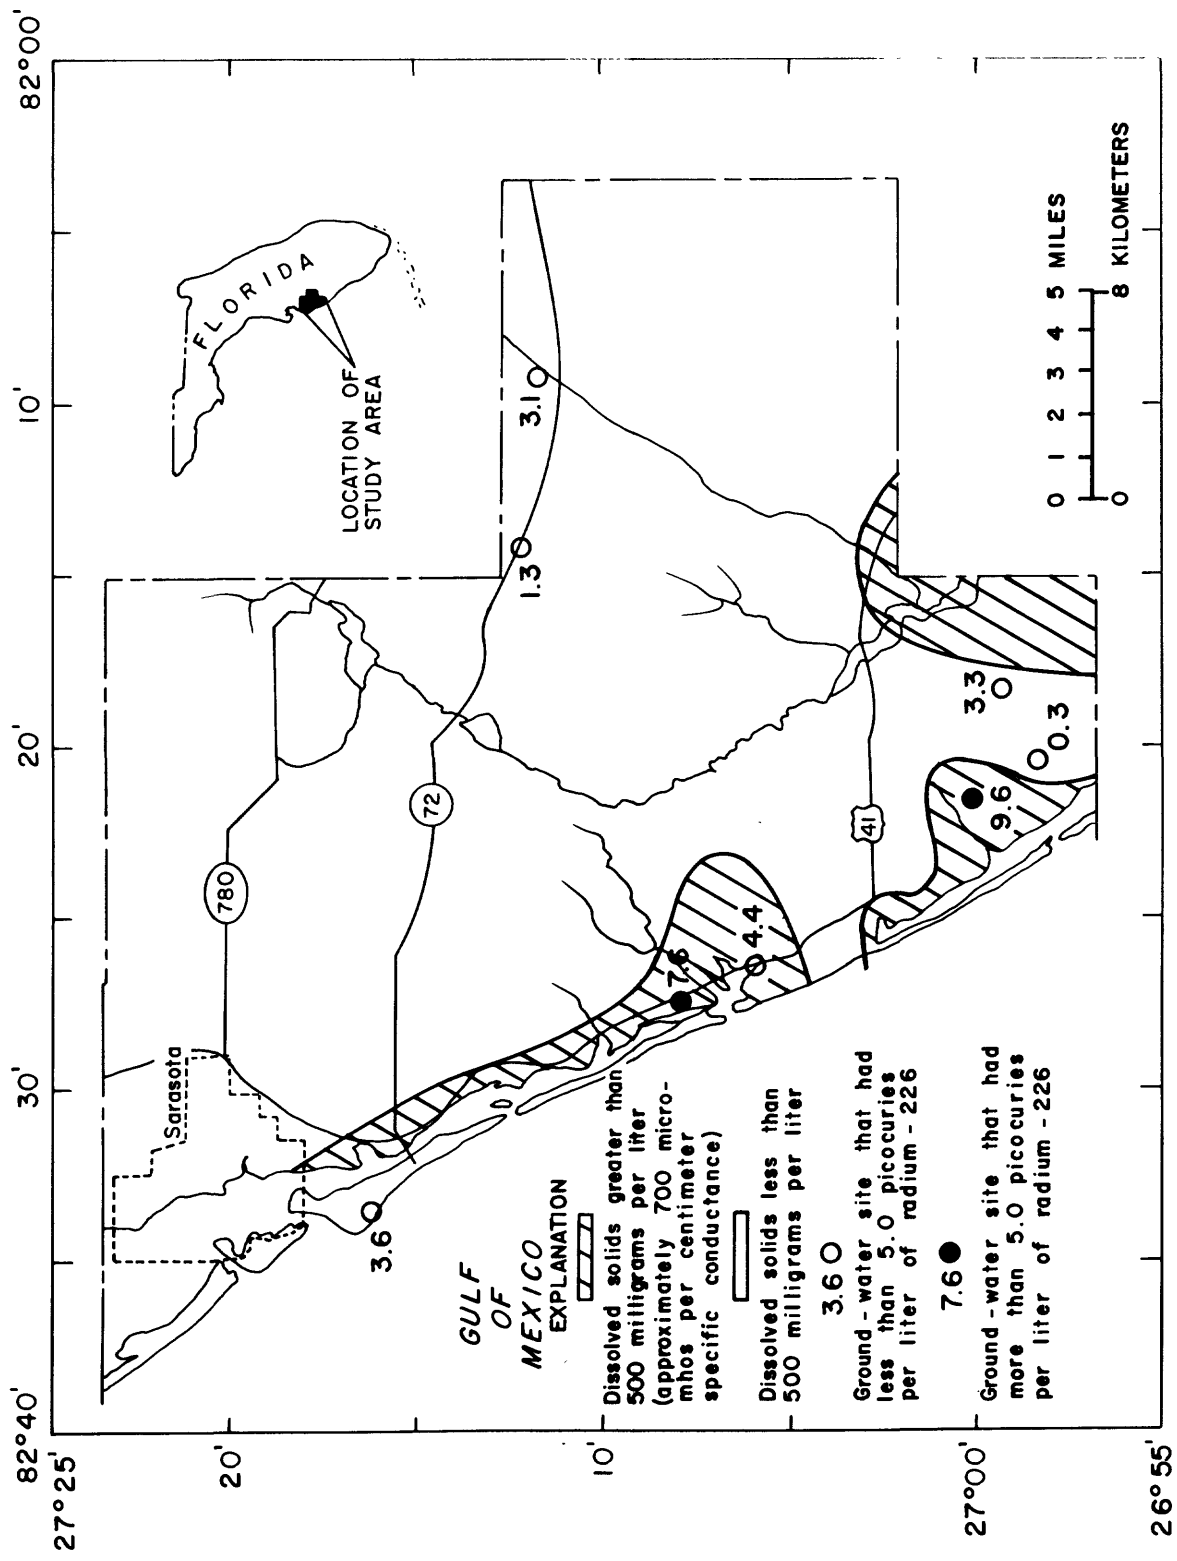 82°40'
30'
20'
10'
82°00'
27°25'
20'
10'
27°00'
26°55'
FLORIDA
LOCATION OF
STUDY AREA
Sarasota
780
72
41
3.6
1.3
3.1
7.6
4.4
9.6
3.3
0.3
GULF
OF
MEXICO
EXPLANATION
Dissolved solids greater than
500 milligrams per liter
(approximately 700 micro-
mhos per centimeter
specific conductance)
Dissolved solids less than
500 milligrams per liter
3.6
Ground-water site that had
less than 5.0 picocuries
per liter of radium-226
7.6
Ground-water site that had
more than 5.0 picocuries
per liter of radium-226
0 1 2 3 4 5 MILES
0 8 KILOMETERS